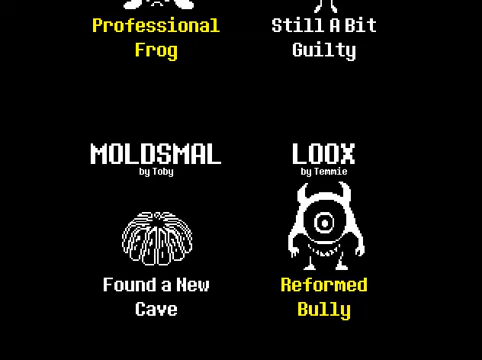 Professional
Frog
Still A Bit
Guilty
MOLDSMAL
by Toby
LOOX
by Temmie
Found a New
Cave
Reformed
Bully